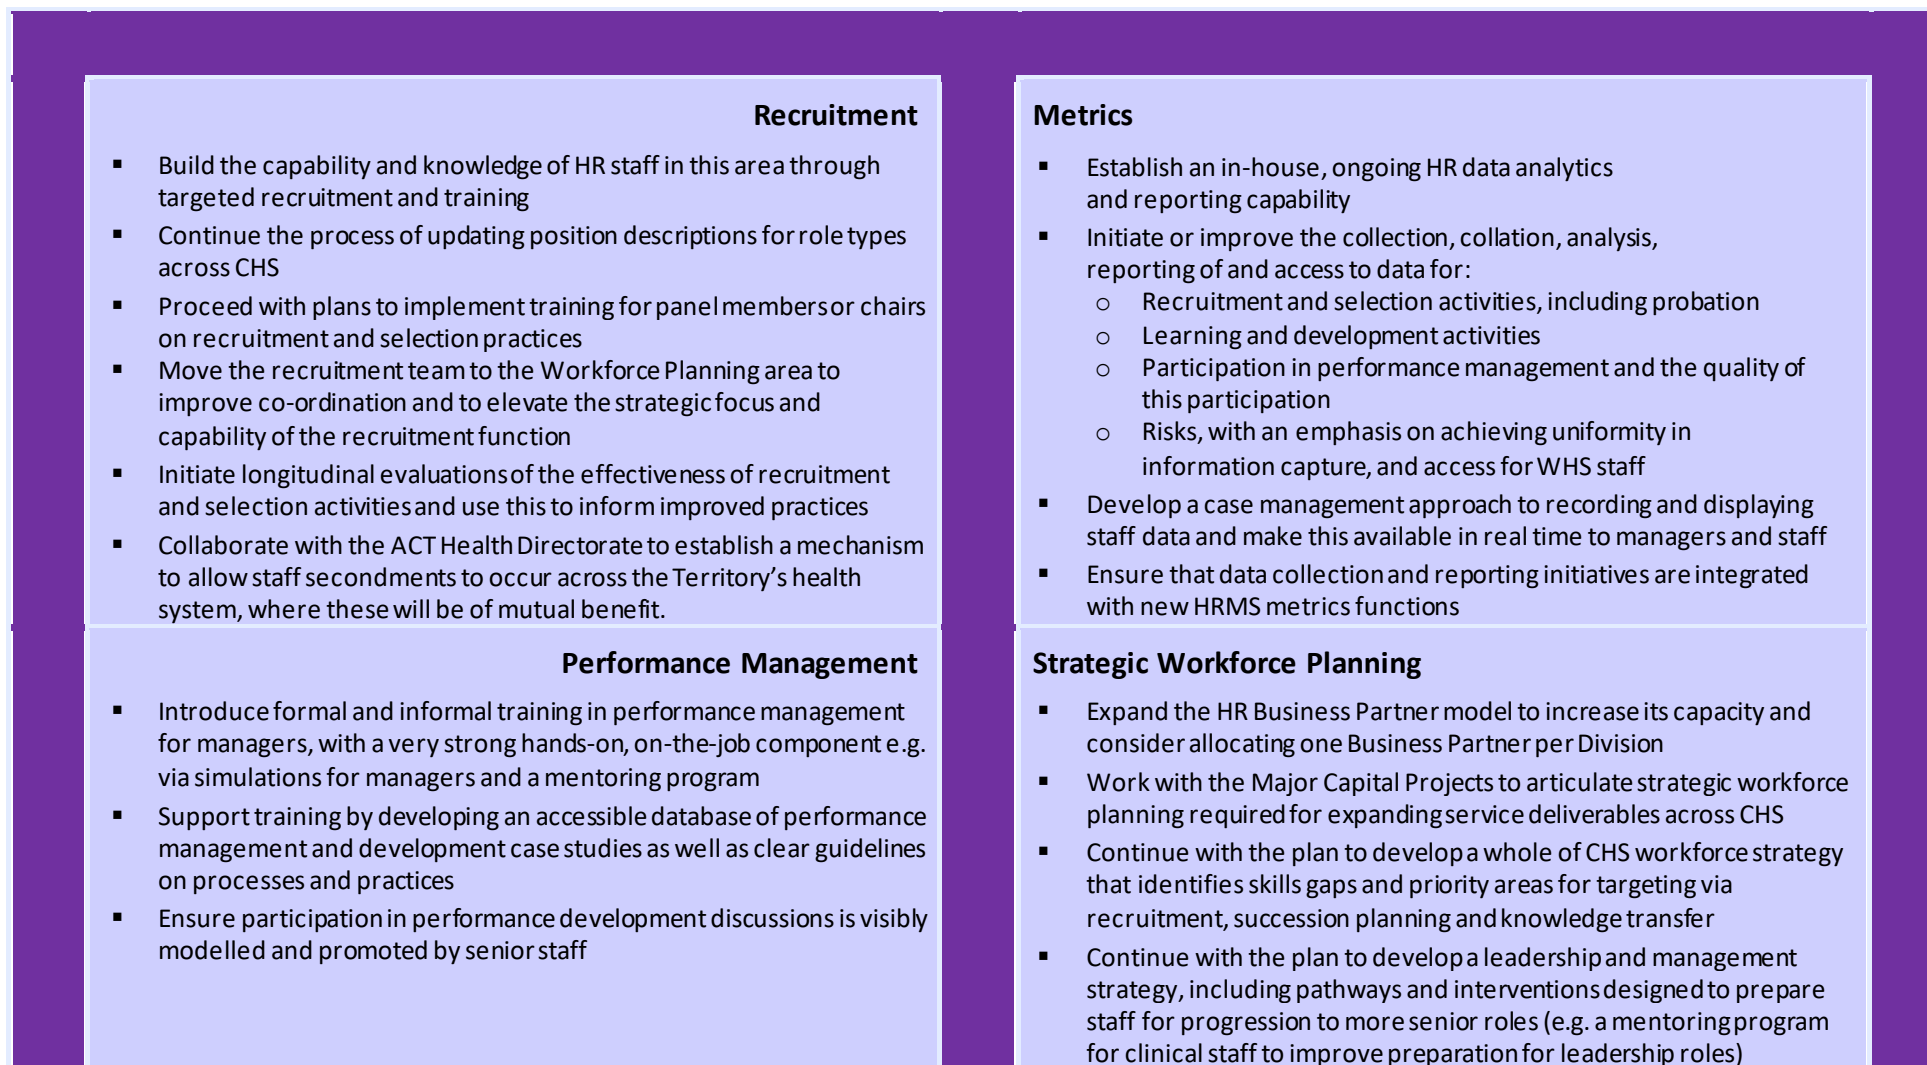 Recruitment
▪ Build the capability and knowledge of HR staff in this area through
targeted recruitment and training
▪ Continue the process of updating position descriptions for role types
across CHS
▪ Proceed with plans to implement training for panel members or chairs
on recruitment and selection practices
▪ Move the recruitment team to the Workforce Planning area to
improve co-ordination and to elevate the strategic focus and
capability of the recruitment function
▪ Initiate longitudinal evaluations of the effectiveness of recruitment
and selection activities and use this to inform improved practices
▪ Collaborate with the ACT Health Directorate to establish a mechanism
to allow staff secondments to occur across the Territory’s health
system, where these will be of mutual benefit.
Metrics
▪ Establish an in-house, ongoing HR data analytics
and reporting capability
▪ Initiate or improve the collection, collation, analysis,
reporting of and access to data for:
o Recruitment and selection activities, including probation
o Learning and development activities
o Participation in performance management and the quality of
this participation
o Risks, with an emphasis on achieving uniformity in
information capture, and access for WHS staff
▪ Develop a case management approach to recording and displaying
staff data and make this available in real time to managers and staff
▪ Ensure that data collection and reporting initiatives are integrated
with new HRMS metrics functions
Performance Management
▪ Introduce formal and informal training in performance management
for managers, with a very strong hands-on, on-the-job component e.g.
via simulations for managers and a mentoring program
▪ Support training by developing an accessible database of performance
management and development case studies as well as clear guidelines
on processes and practices
▪ Ensure participation in performance development discussions is visibly
modelled and promoted by senior staff
Strategic Workforce Planning
▪ Expand the HR Business Partner model to increase its capacity and
consider allocating one Business Partner per Division
▪ Work with the Major Capital Projects to articulate strategic workforce
planning required for expanding service deliverables across CHS
▪ Continue with the plan to develop a whole of CHS workforce strategy
that identifies skills gaps and priority areas for targeting via
recruitment, succession planning and knowledge transfer
▪ Continue with the plan to develop a leadership and management
strategy, including pathways and interventions designed to prepare
staff for progression to more senior roles (e.g. a mentoring program
for clinical staff to improve preparation for leadership roles)